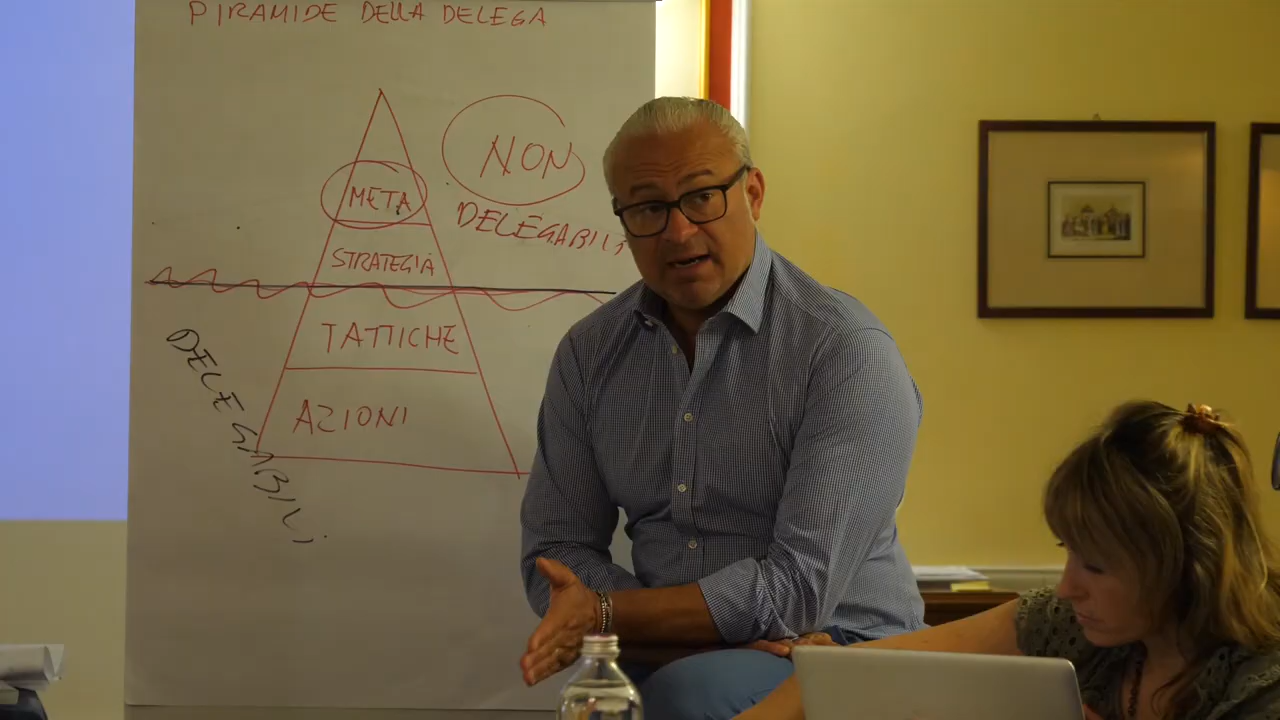 PIRAMIDE DELLA DELEGA
NON
META
DELEGABILI
STRATEGIA
TATTICHE
DELEGABILI
AZIONI